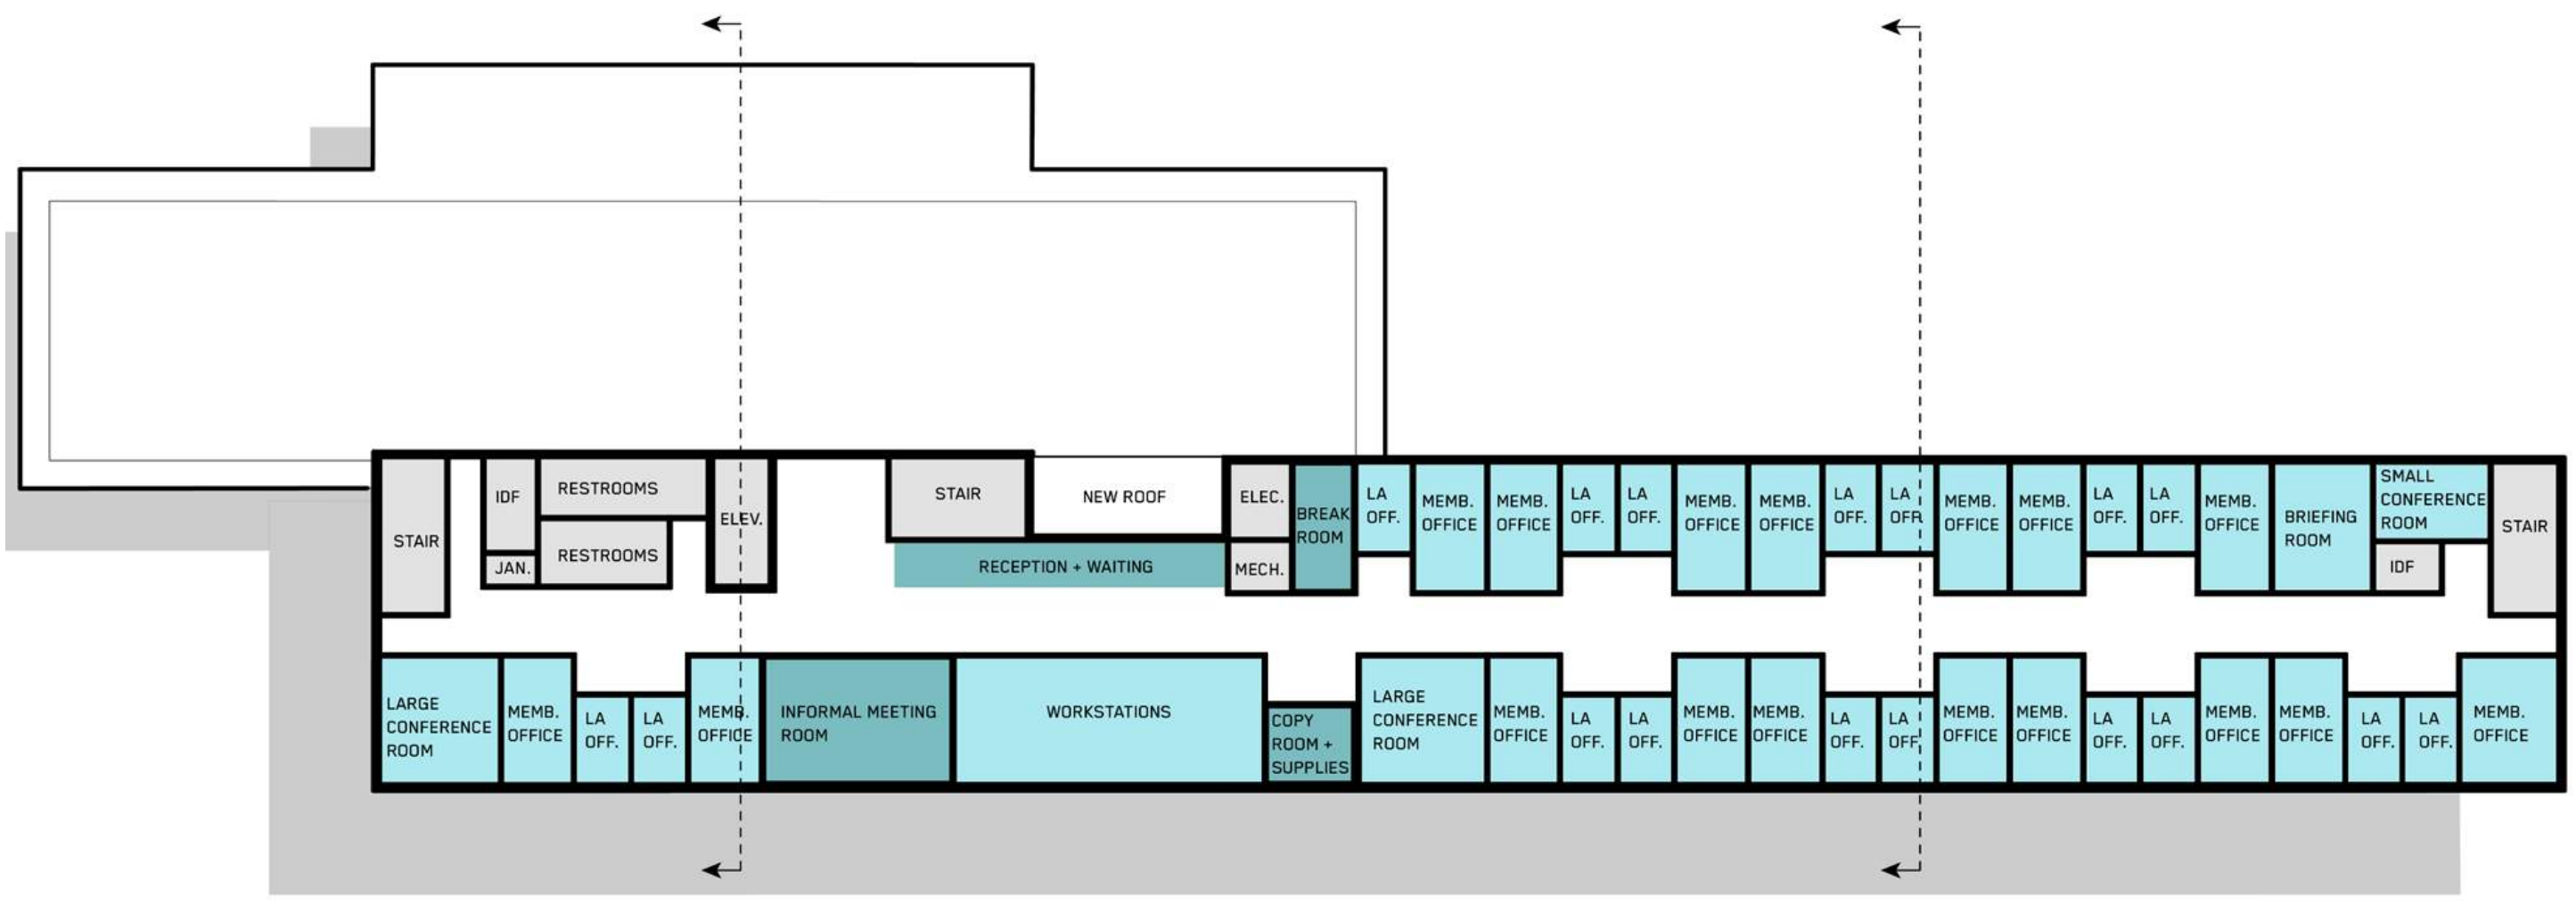 STAIR
IDF
JAN.
RESTROOMS
RESTROOMS
ELEV.
STAIR
NEW ROOF
RECEPTION + WAITING
ELEC.
MECH.
BREAK
ROOM
LA
OFF.
MEMB.
OFFICE
MEMB.
OFFICE
LA
OFF.
LA
OFF.
MEMB.
OFFICE
MEMB.
OFFICE
LA
OFF.
LA
OFF.
MEMB.
OFFICE
MEMB.
OFFICE
LA
OFF.
LA
OFF.
MEMB.
OFFICE
BRIEFING
ROOM
SMALL
CONFERENCE
ROOM
IDF
STAIR
LARGE
CONFERENCE
ROOM
MEMB.
OFFICE
LA
OFF.
LA
OFF.
MEMB.
OFFICE
INFORMAL MEETING
ROOM
WORKSTATIONS
COPY
ROOM +
SUPPLIES
LARGE
CONFERENCE
ROOM
MEMB.
OFFICE
LA
OFF.
LA
OFF.
MEMB.
OFFICE
MEMB.
OFFICE
LA
OFF.
LA
OFF.
MEMB.
OFFICE
MEMB.
OFFICE
LA
OFF.
LA
OFF.
MEMB.
OFFICE
MEMB.
OFFICE
LA
OFF.
LA
OFF.
MEMB.
OFFICE